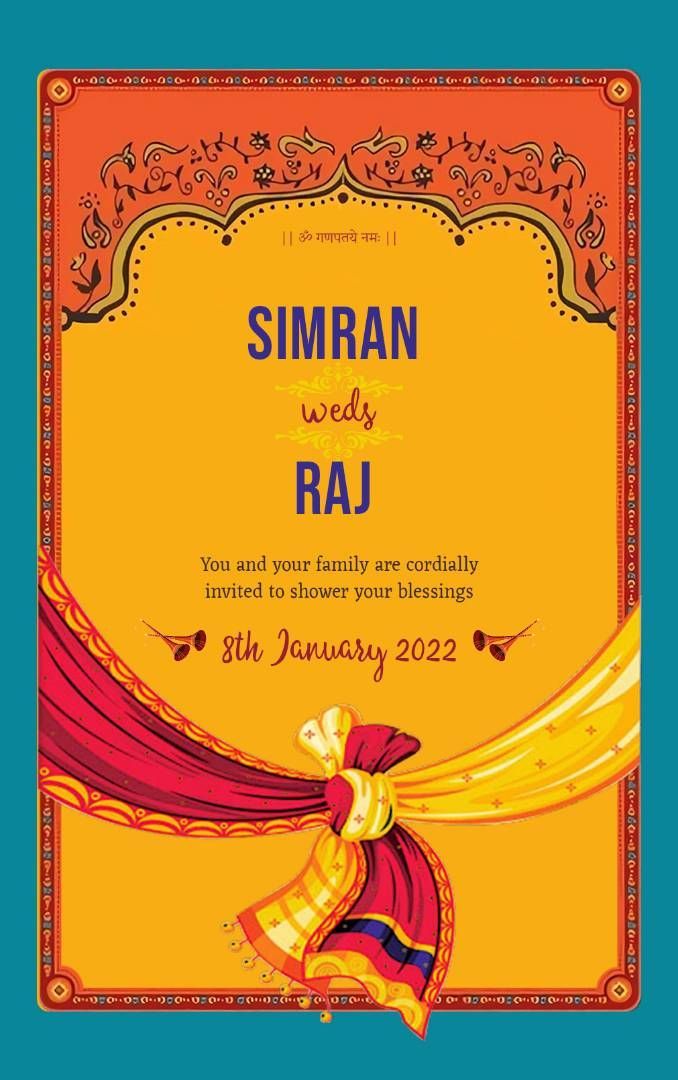 || ॐ गणपतये नमः ||
SIMRAN
weds
RAJ
You and your family are cordially
invited to shower your blessings
8th January 2022